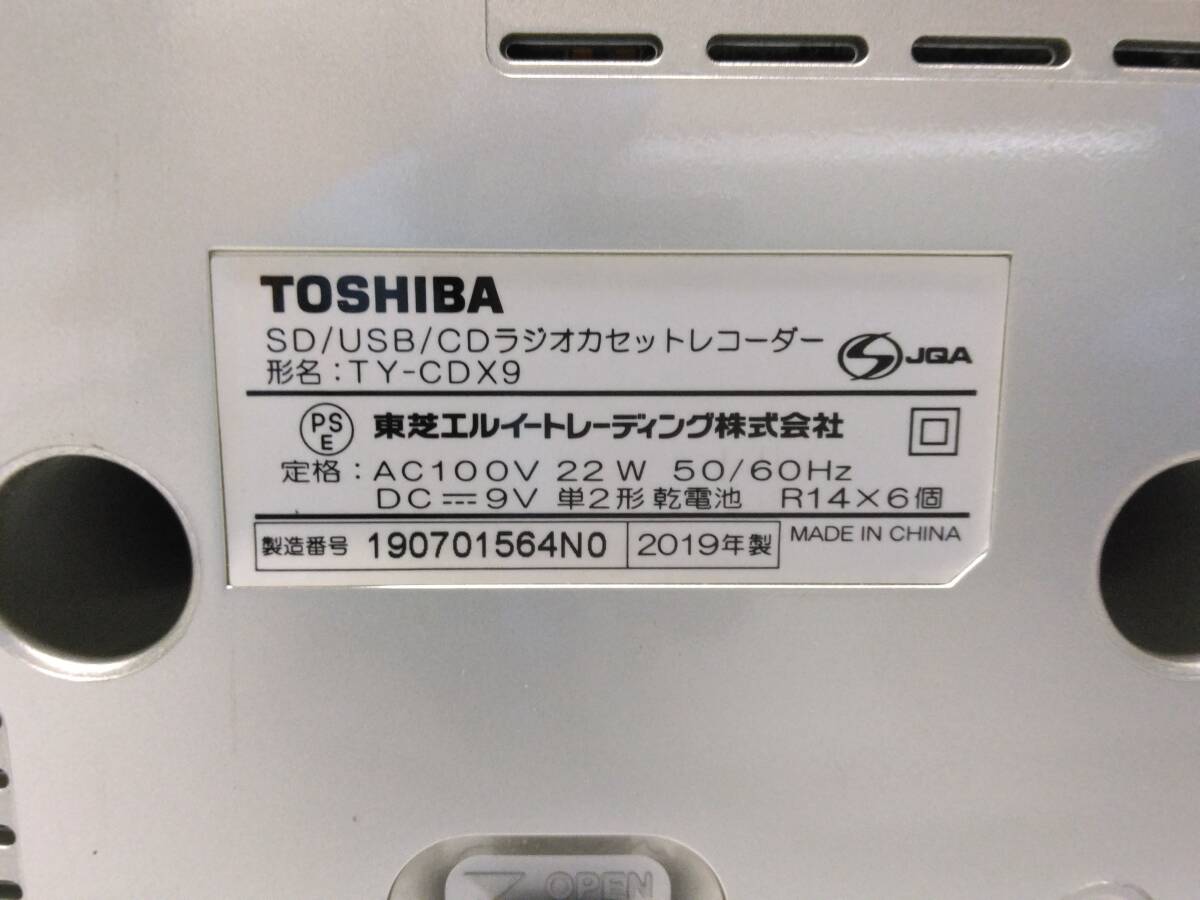 TOSHIBA
SD/USB/CDラジオカセットレコーダー
形名:TY-CDX9
JQA
PS
E
東芝エルイートレーディング株式会社
定格:AC100V 22W 50/60Hz
DC⎓9V 単2形 乾電池 R14×6個
製造番号 190701564N0 2019年製 MADE IN CHINA
OPEN